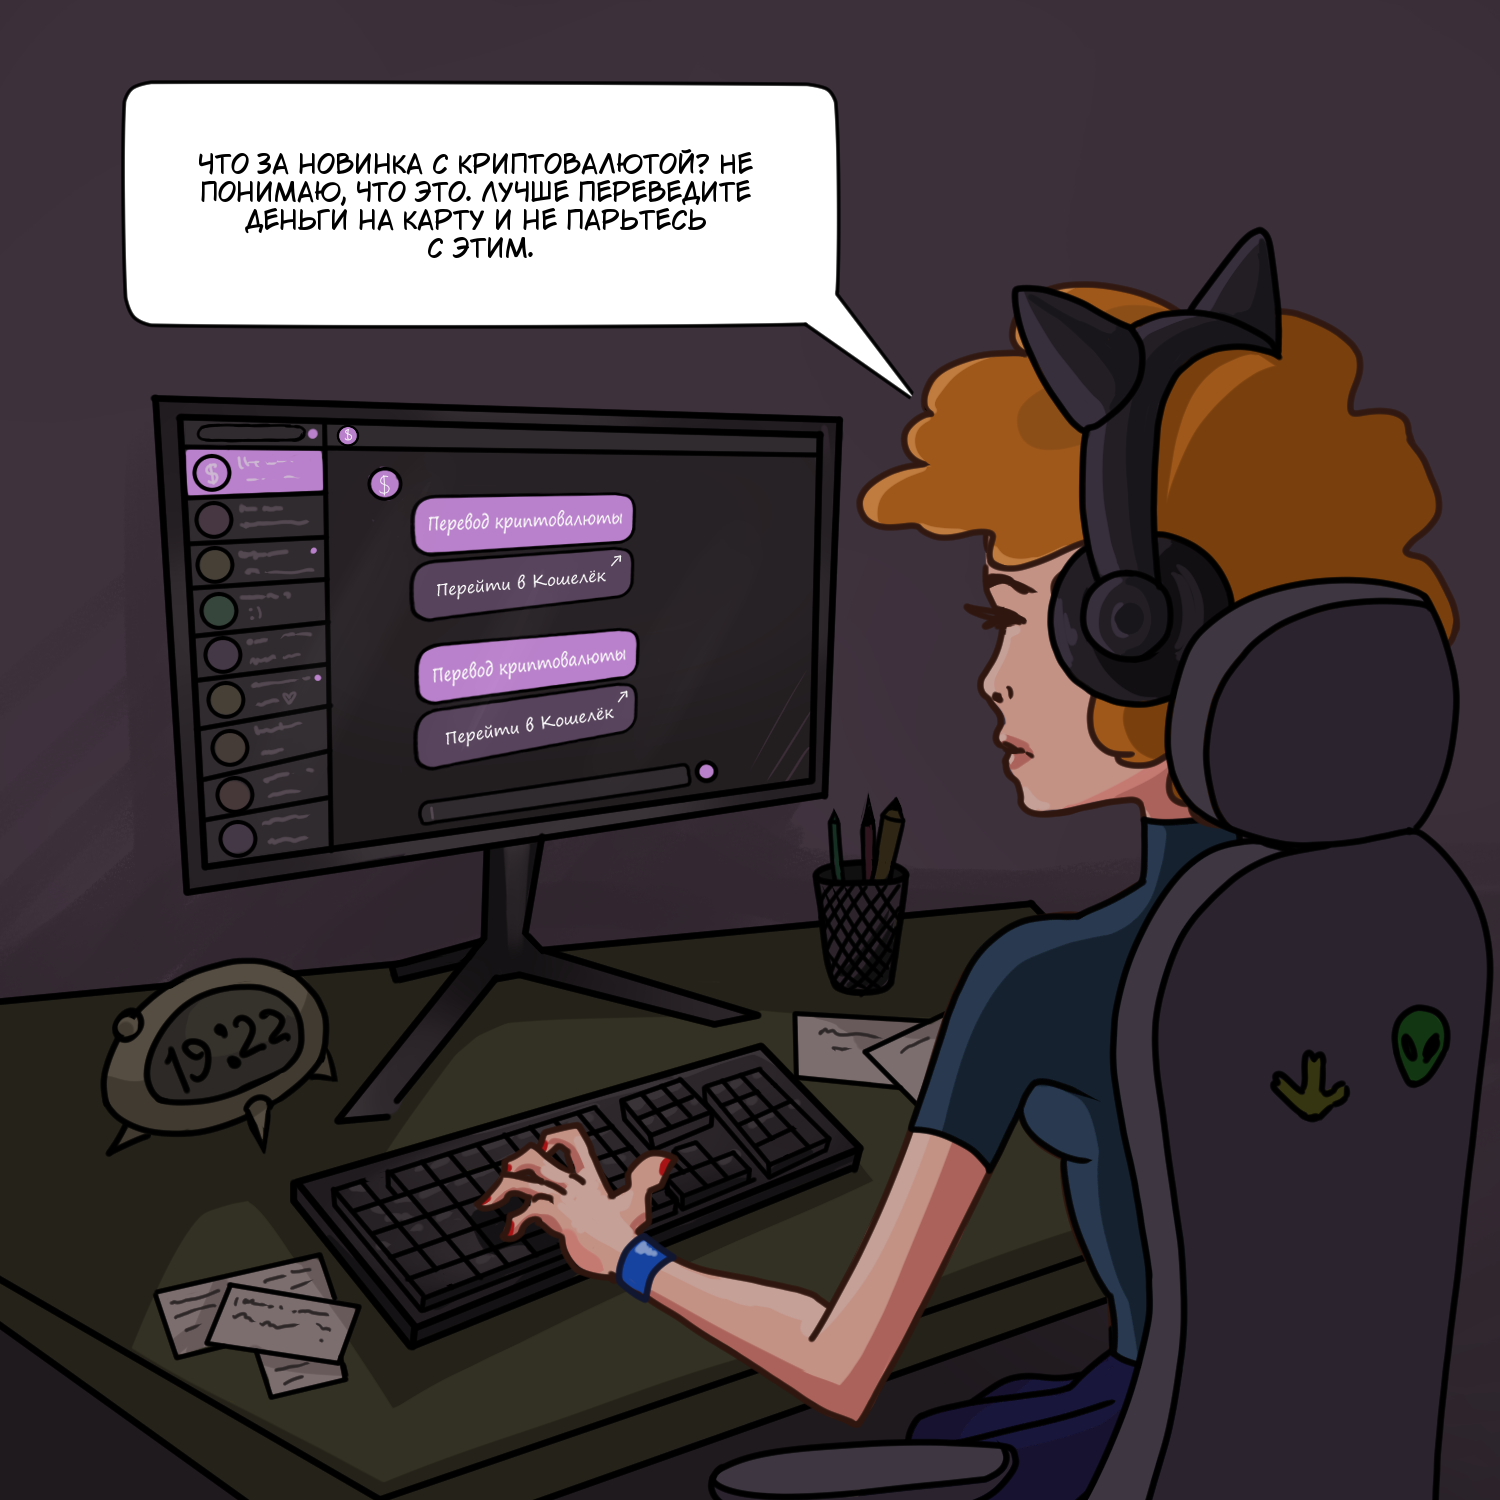 ЧТО ЗА НОВИНКА С КРИПТОВАЛЮТОЙ? НЕ
ПОНИМАЮ, ЧТО ЭТО. ЛУЧШЕ ПЕРЕВЕДИТЕ
ДЕНЬГИ НА КАРТУ И НЕ ПАРЬТЕСЬ
С ЭТИМ.
$
$
$
Перевод криптовалюты
Перейти в Кошелёк
Перевод криптовалюты
Перейти в Кошелёк
:)
19:22